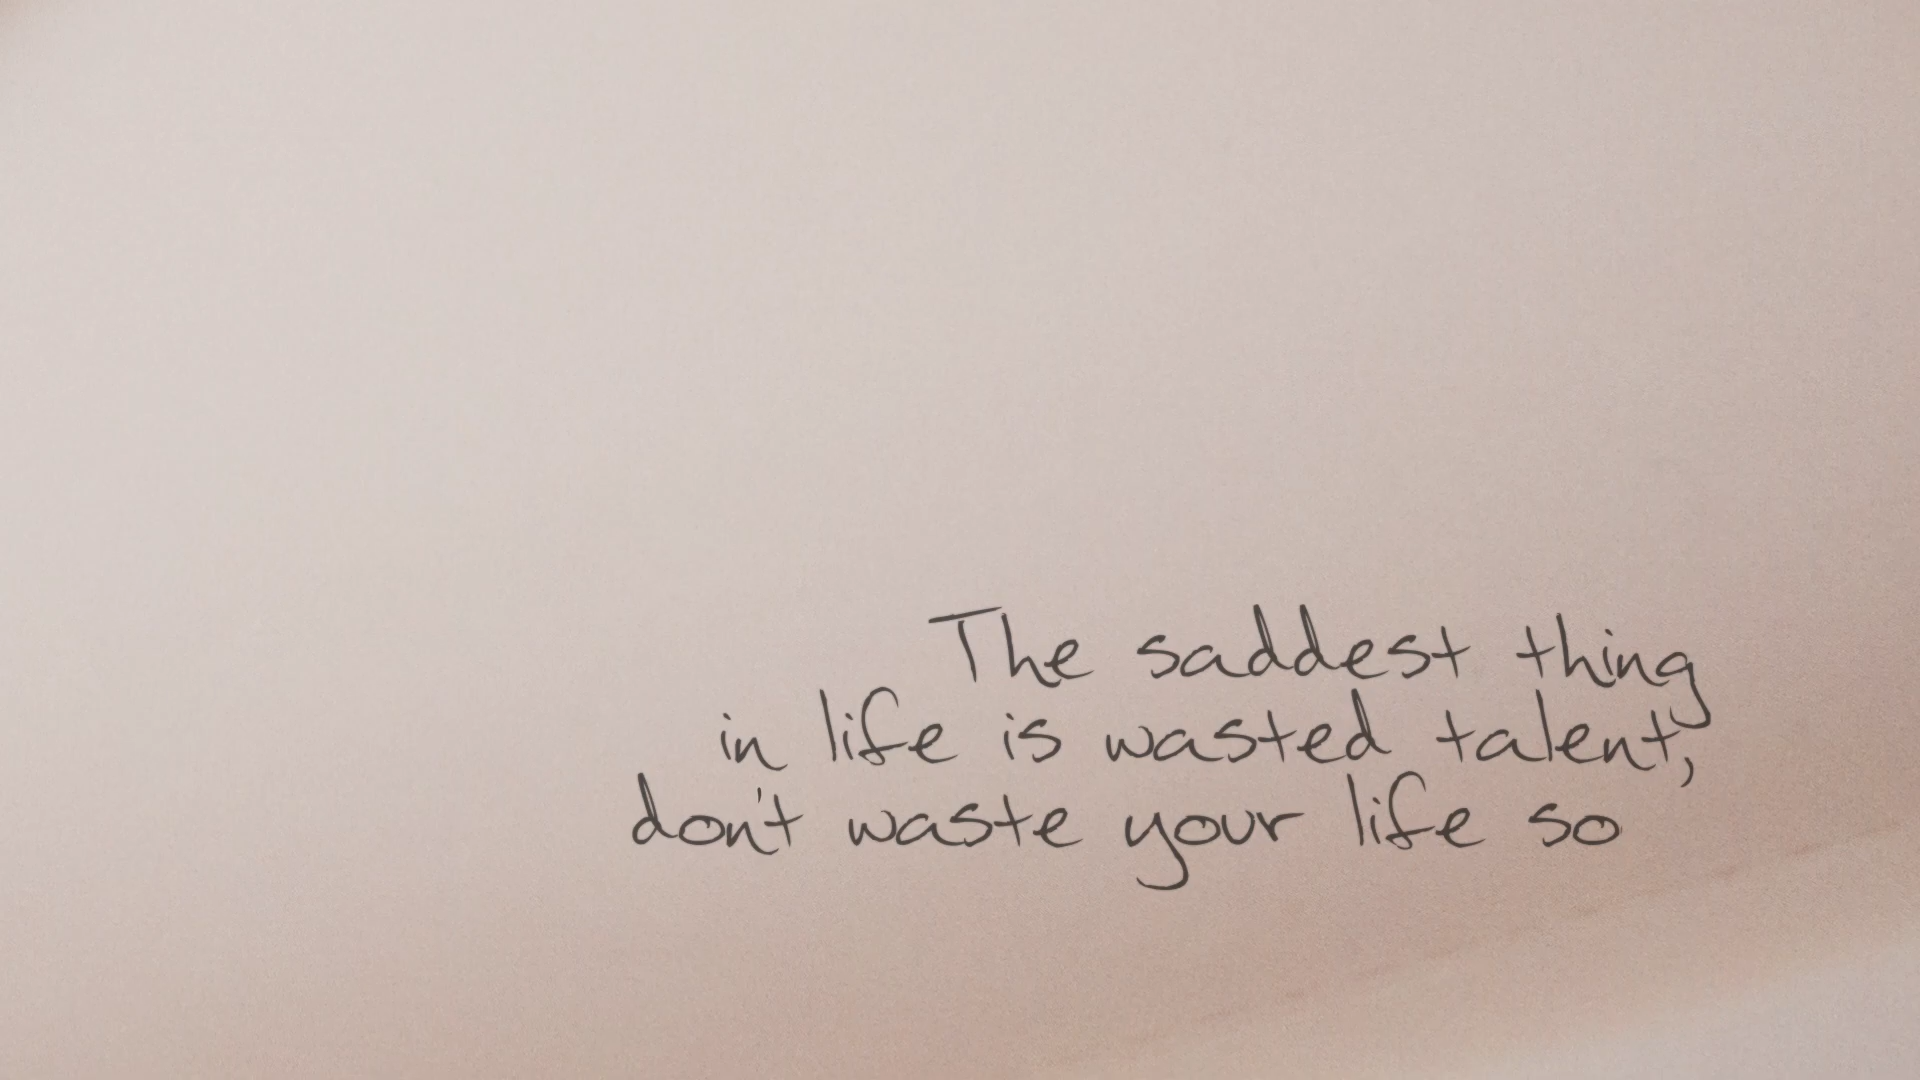 The saddest thing
in life is wasted talent,
don't waste your life so